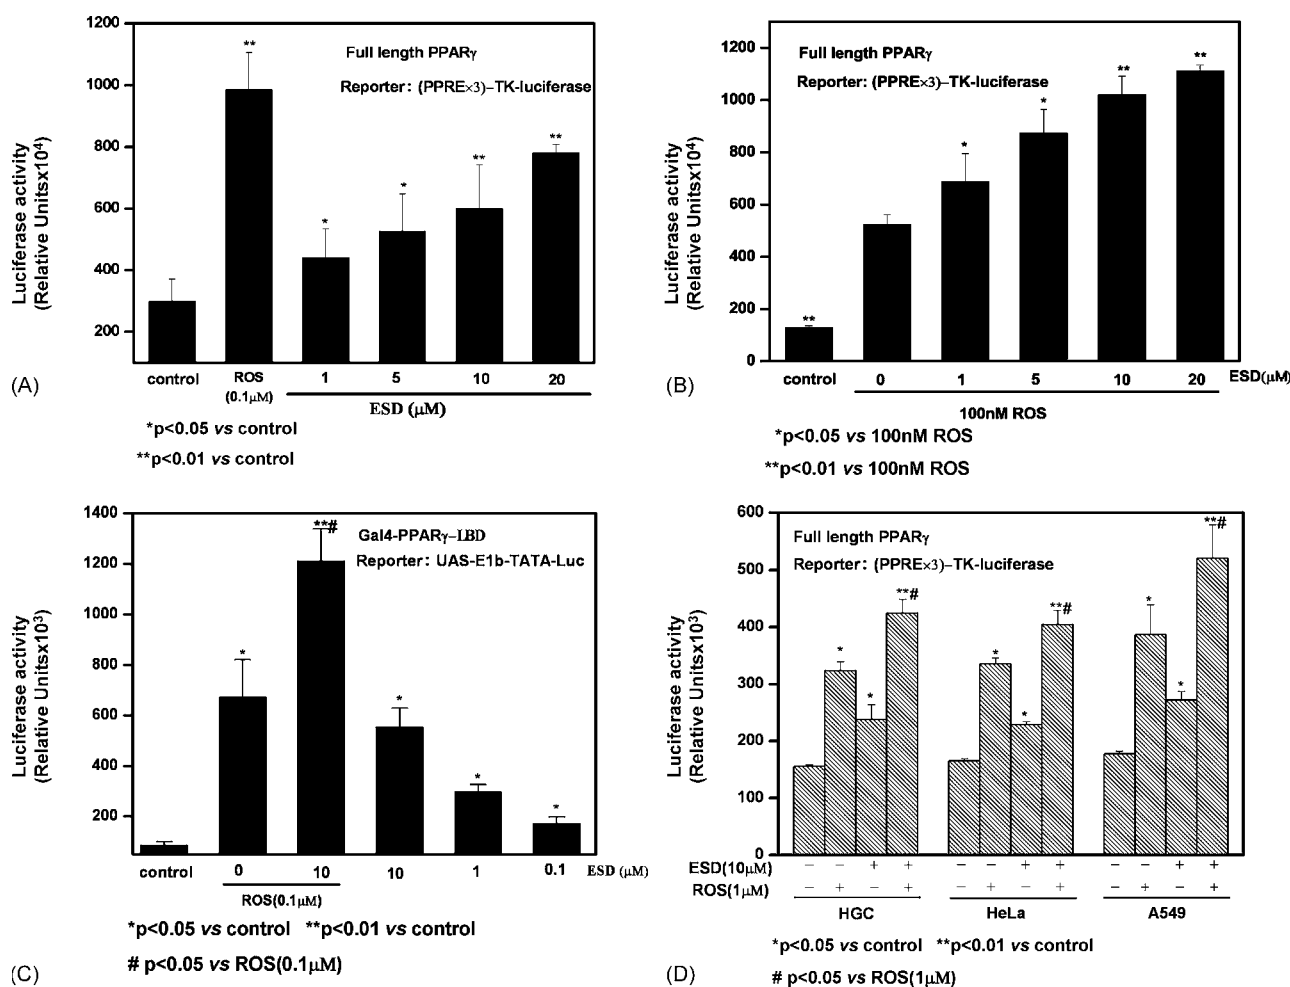 1200
1000
800
600
400
200
Luciferase activity
(Relative Unitsx10⁴)
Full length PPARγ
Reporter: (PPRE×3)–TK-luciferase
**
*
*
**
**
control
ROS
(0.1μM)
1
5
10
20
ESD (μM)
(A)
*p<0.05 vs control
**p<0.01 vs control
1200
1000
800
600
400
200
0
Luciferase activity
(Relative Unitsx10⁴)
Full length PPARγ
Reporter: (PPRE×3)–TK-luciferase
**
*
*
**
**
control
0
1
5
10
20
ESD(μM)
100nM ROS
(B)
*p<0.05 vs 100nM ROS
**p<0.01 vs 100nM ROS
1400
1200
1000
800
600
400
200
Luciferase activity
(Relative Unitsx10³)
Gal4-PPARγ–LBD
Reporter: UAS-E1b-TATA-Luc
*
**#
*
*
*
control
0
10
10
1
0.1
ESD (μM)
ROS(0.1μM)
*p<0.05 vs control **p<0.01 vs control
# p<0.05 vs ROS(0.1μM)
(C)
600
500
400
300
200
100
0
Luciferase activity
(Relative Unitsx10³)
Full length PPARγ
Reporter: (PPRE×3)–TK-luciferase
*
*
**#
*
*
**#
*
*
**#
ESD(10μM) − − + + − − + + − − + +
ROS(1μM) − + − + − + − + − + − +
HGC
HeLa
A549
*p<0.05 vs control **p<0.01 vs control
# p<0.05 vs ROS(1μM)
(D)